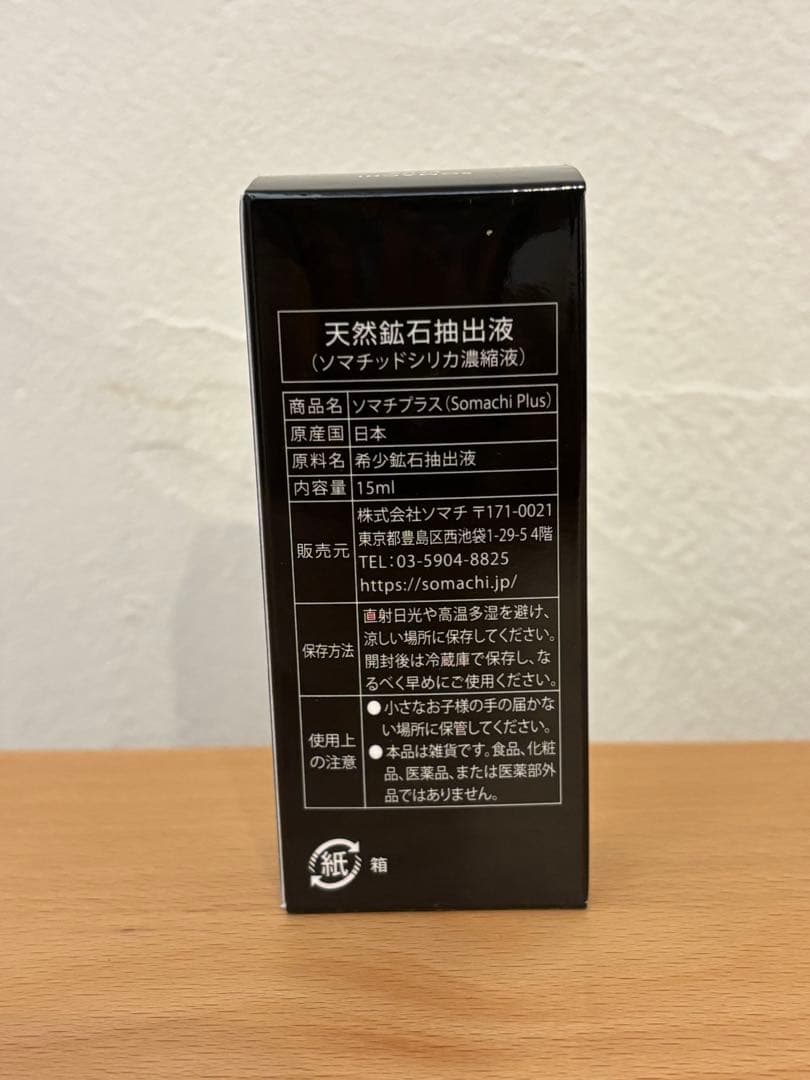 天然鉱石抽出液
(ソマチッドシリカ濃縮液)
商品名 ソマチプラス(Somachi Plus)
原産国 日本
原料名 希少鉱石抽出液
内容量 15ml
販売元 株式会社ソマチ 〒171-0021
東京都豊島区西池袋1-29-5 4階
TEL:03-5904-8825
https://somachi.jp/
保存方法 直射日光や高温多湿を避け、
涼しい場所に保存してください。
開封後は冷蔵庫で保存し、な
るべく早めにご使用ください。
使用上の注意 ●小さなお子様の手の届かな
い場所に保管してください。
●本品は雑貨です。食品、化粧
品、医薬品、または医薬部外
品ではありません。
紙 箱